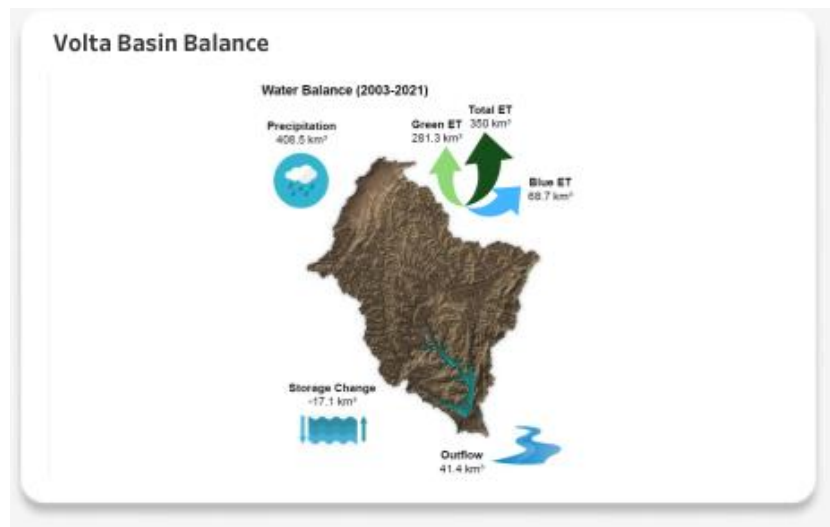 Volta Basin Balance
Water Balance (2003-2021)
Precipitation
408.5 km³
Green ET
281.3 km³
Total ET
350 km³
Blue ET
68.7 km³
Storage Change
-17.1 km³
Outflow
41.4 km³